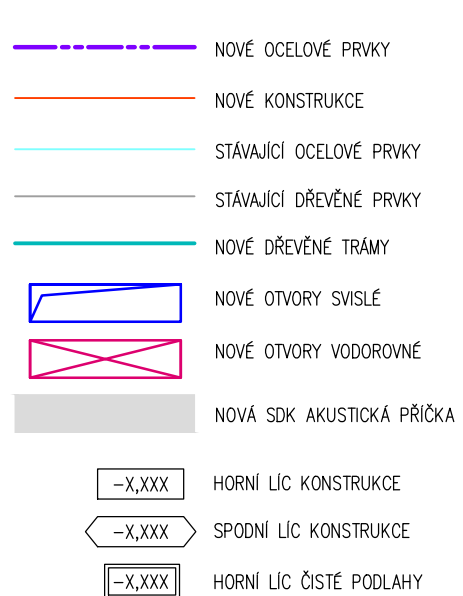 NOVÉ OCELOVÉ PRVKY
NOVÉ KONSTRUKCE
STÁVAJÍCÍ OCELOVÉ PRVKY
STÁVAJÍCÍ DŘEVĚNÉ PRVKY
NOVÉ DŘEVĚNÉ TRÁMY
NOVÉ OTVORY SVISLÉ
NOVÉ OTVORY VODOROVNÉ
NOVÁ SDK AKUSTICKÁ PŘÍČKA
-X,XXX HORNÍ LÍC KONSTRUKCE
-X,XXX SPODNÍ LÍC KONSTRUKCE
-X,XXX HORNÍ LÍC ČISTÉ PODLAHY